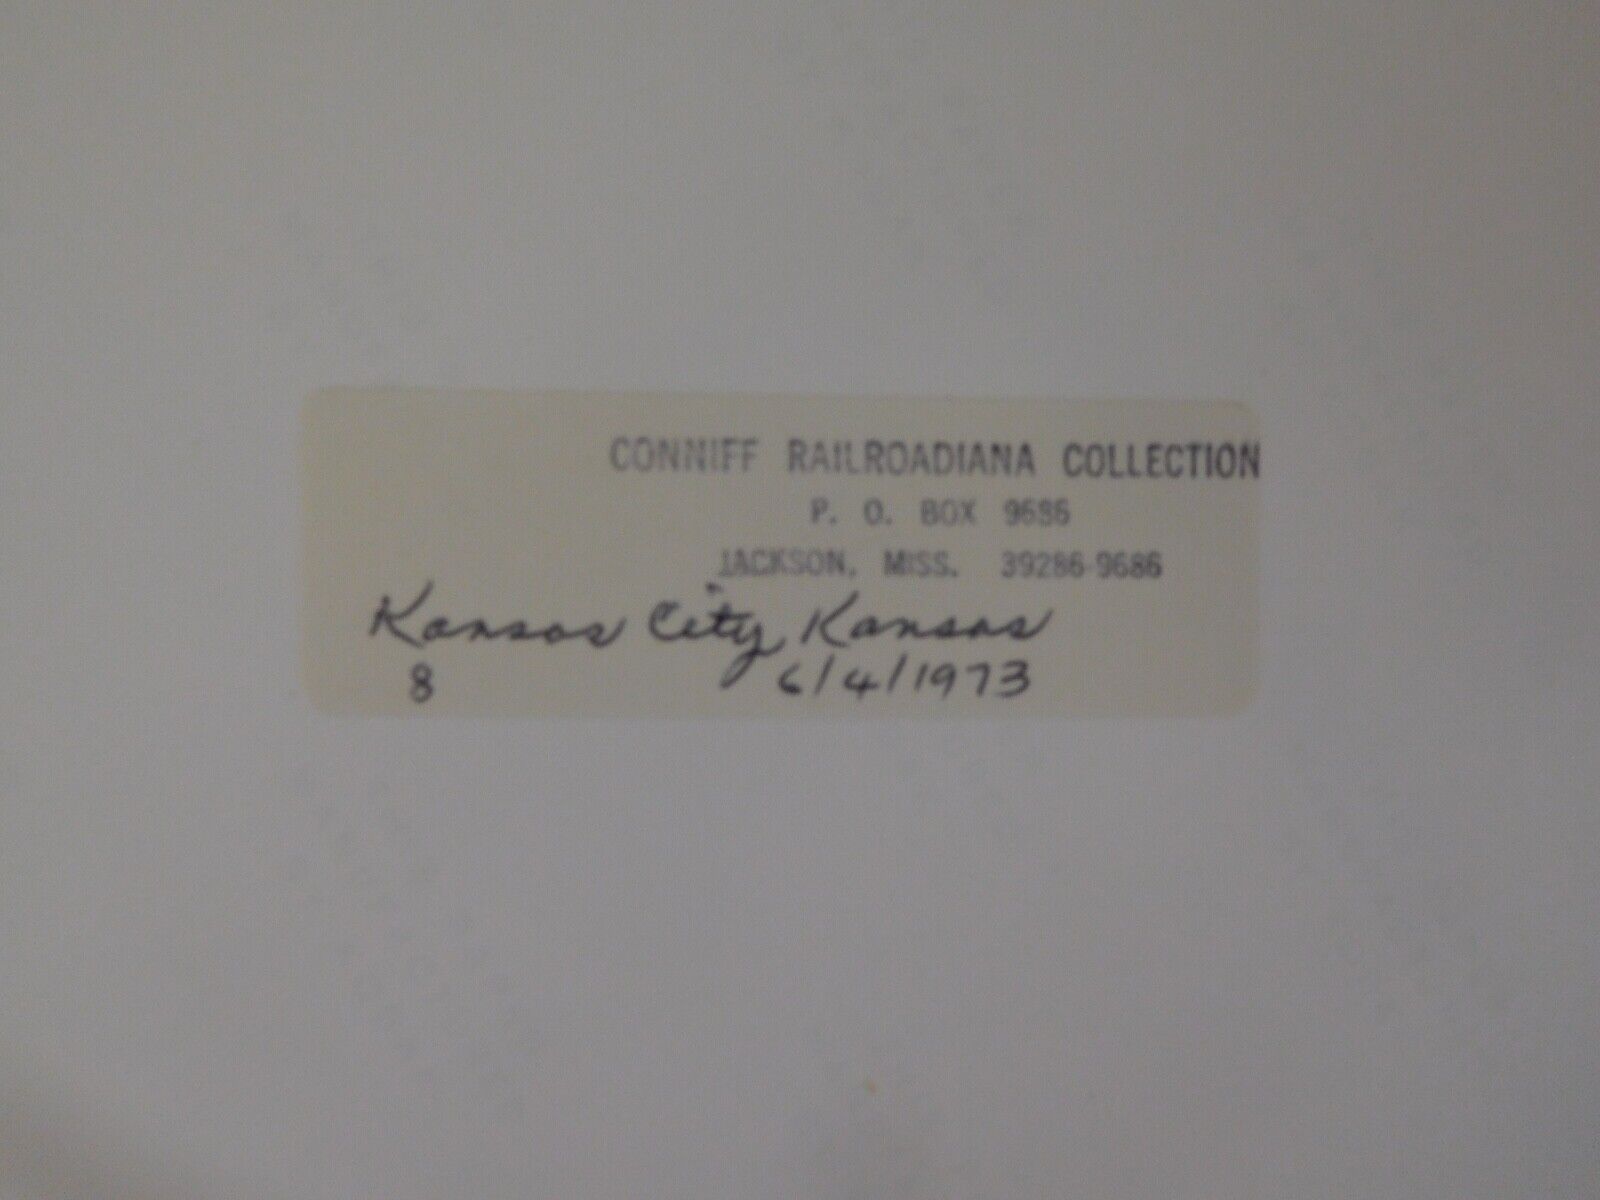 CONNIFF RAILROADIANA COLLECTION
P. O. BOX 9686
JACKSON, MISS. 39286-9686
Kansas City, Kansas
8 6/4/1973